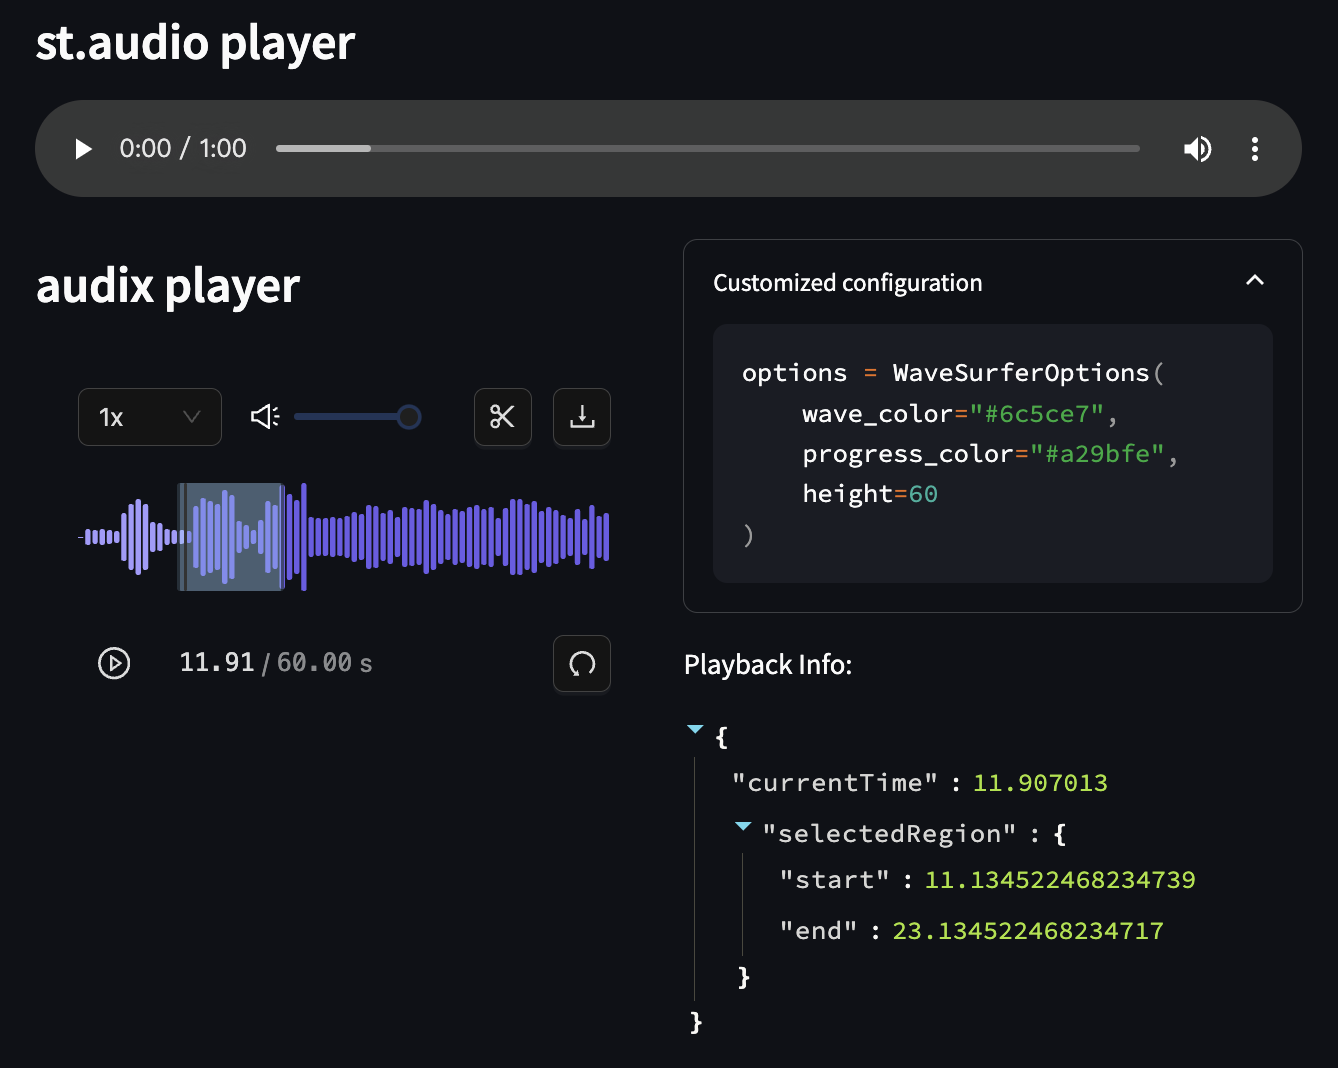 st.audio player
0:00 / 1:00
audix player
1x
11.91 / 60.00 s
Customized configuration
options = WaveSurferOptions(
    wave_color="#6c5ce7",
    progress_color="#a29bfe",
    height=60
)
Playback Info:
{
"currentTime" : 11.907013
"selectedRegion" : {
"start" : 11.134522468234739
"end" : 23.134522468234717
}
}